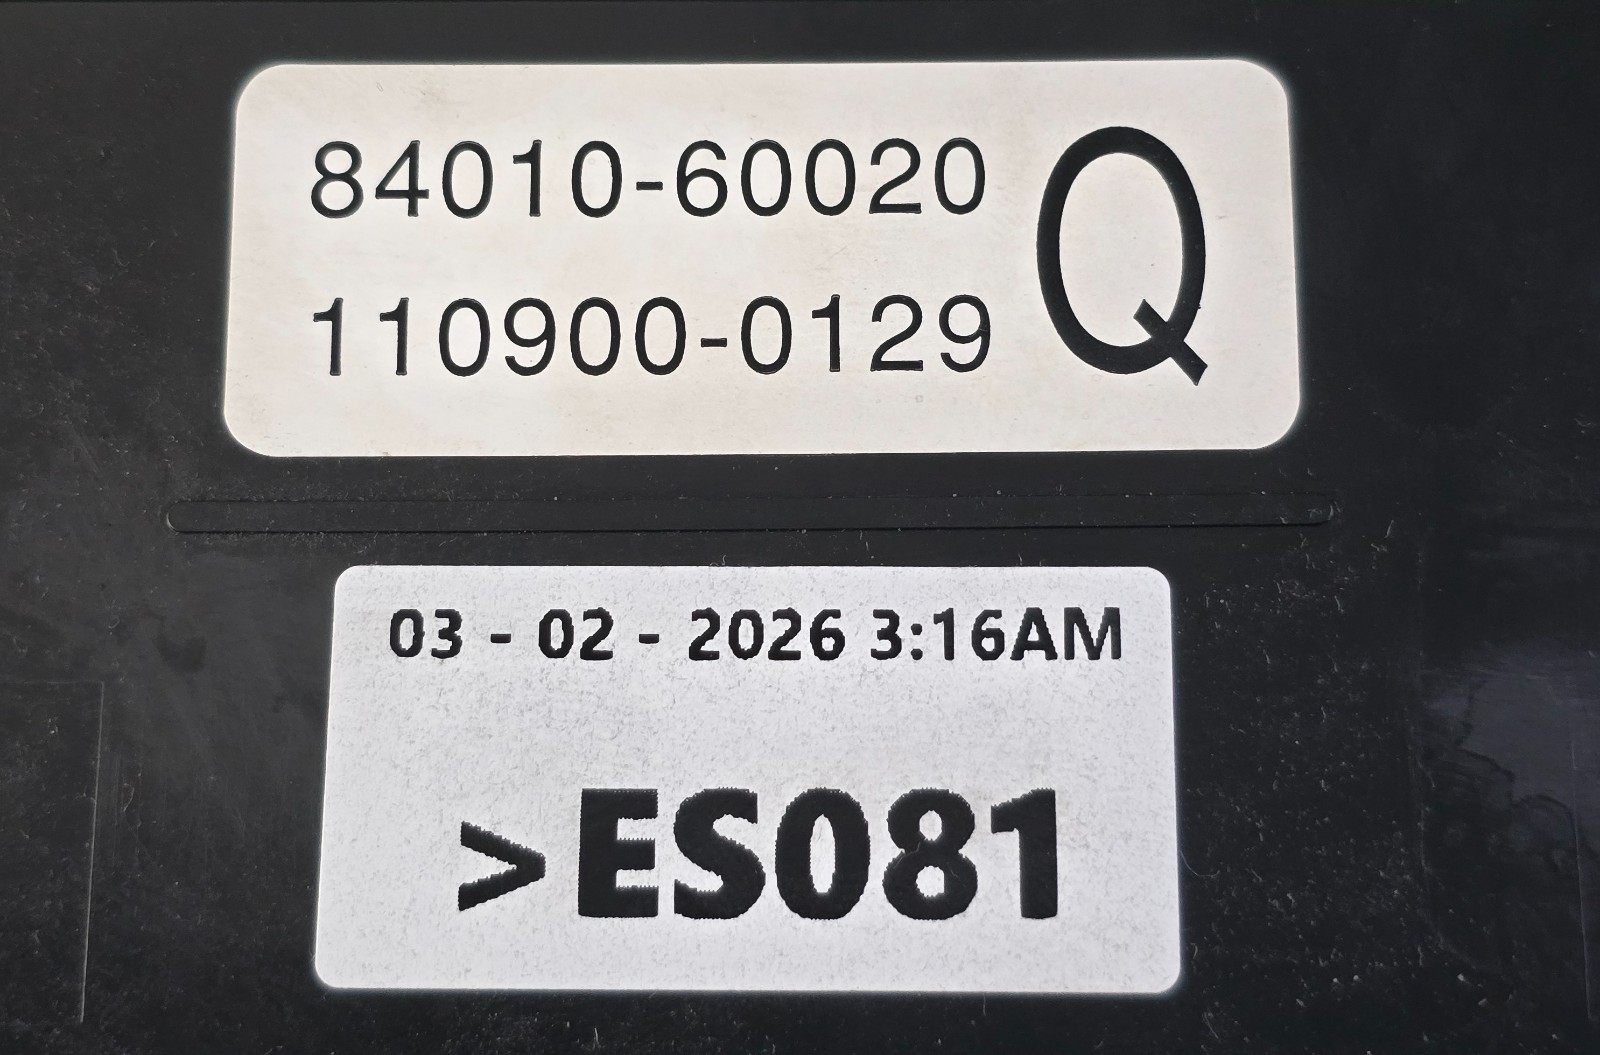 84010-60020 Q
110900-0129
03 - 02 - 2026 3:16AM
>ES081